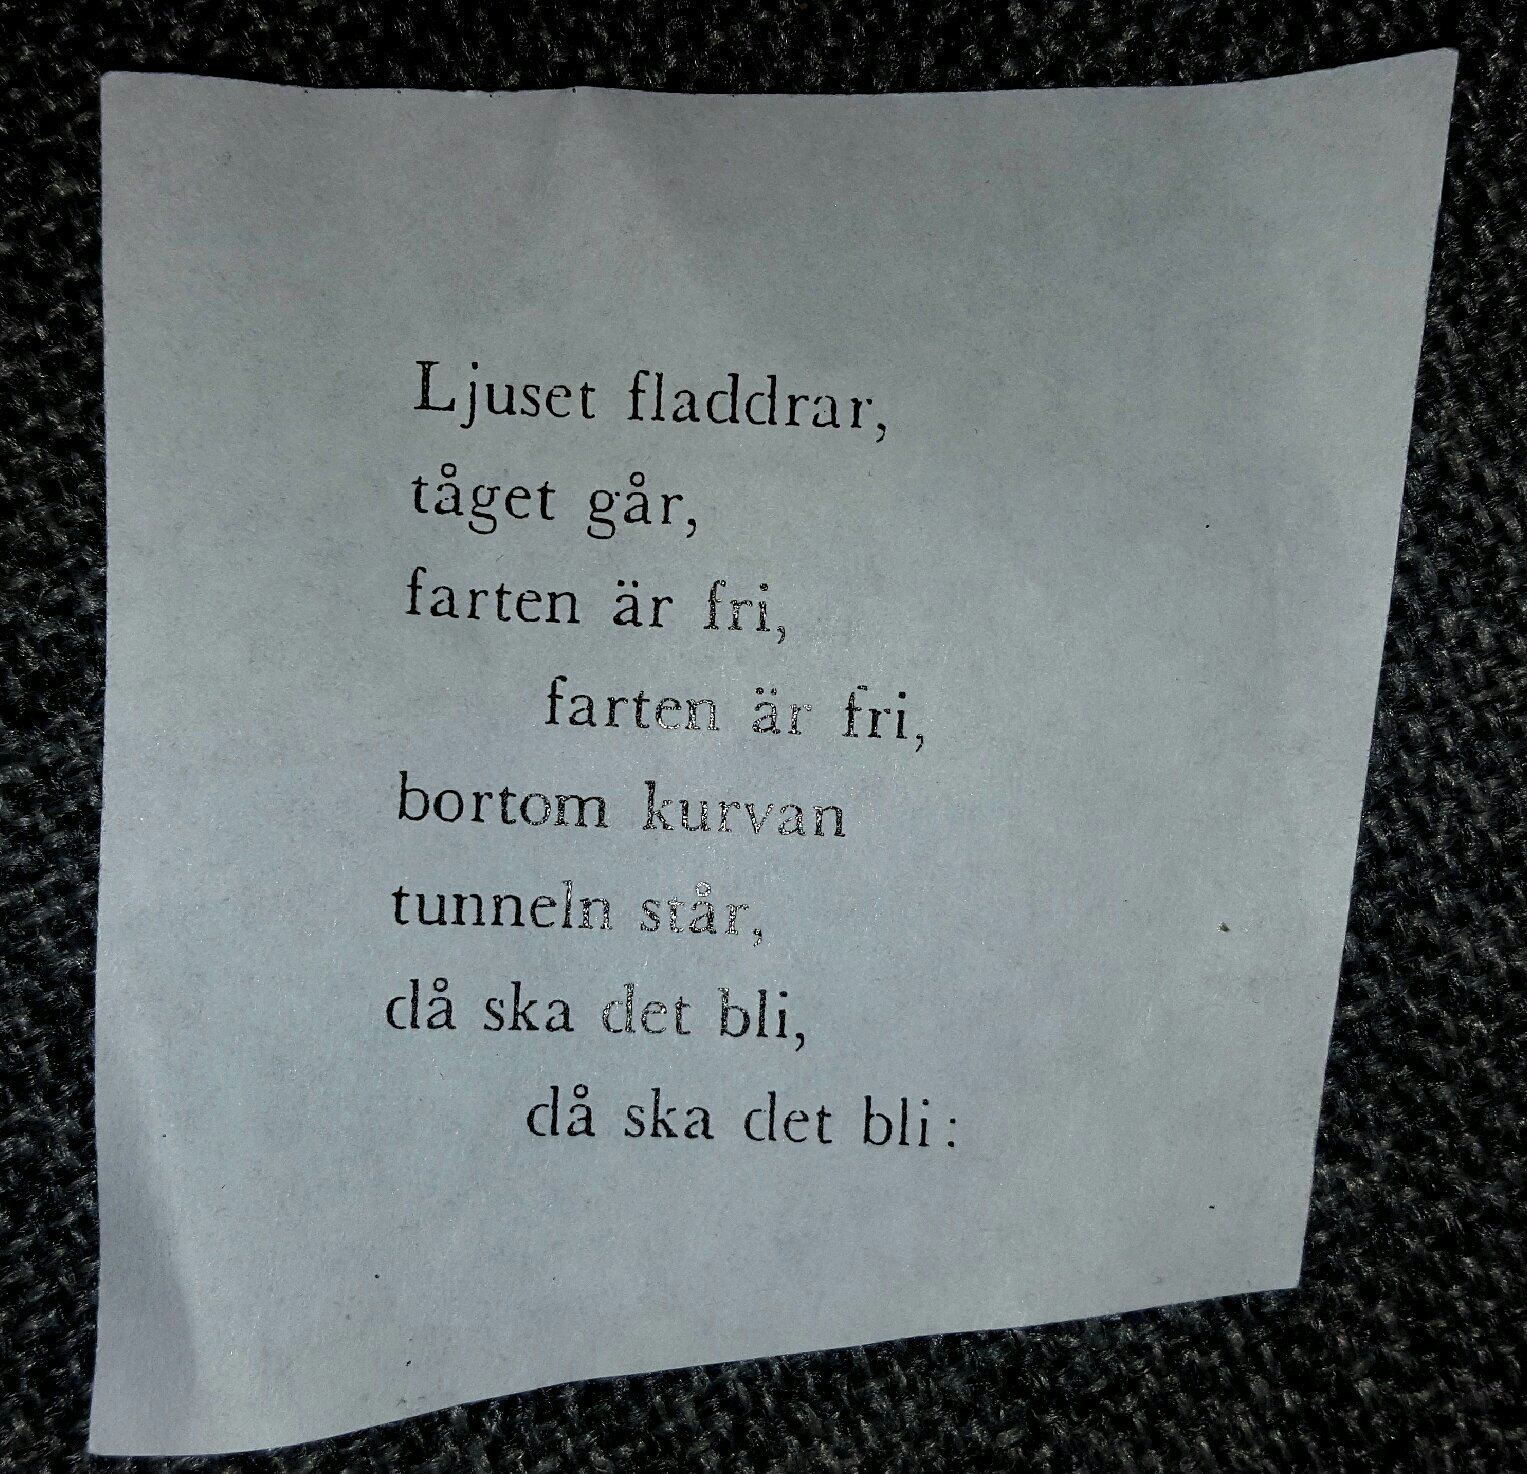 Ljuset fladdrar,
tåget går,
farten är fri,
farten är fri,
bortom kurvan
tunneln står,
då ska det bli,
då ska det bli: